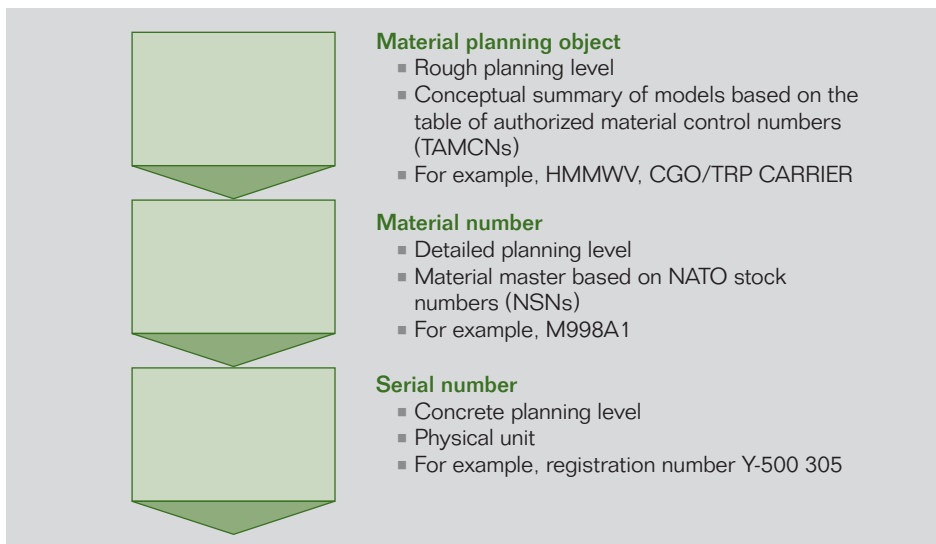 Material planning object
■ Rough planning level
■ Conceptual summary of models based on the
table of authorized material control numbers
(TAMCNs)
■ For example, HMMWV, CGO/TRP CARRIER
Material number
■ Detailed planning level
■ Material master based on NATO stock
numbers (NSNs)
■ For example, M998A1
Serial number
■ Concrete planning level
■ Physical unit
■ For example, registration number Y-500 305